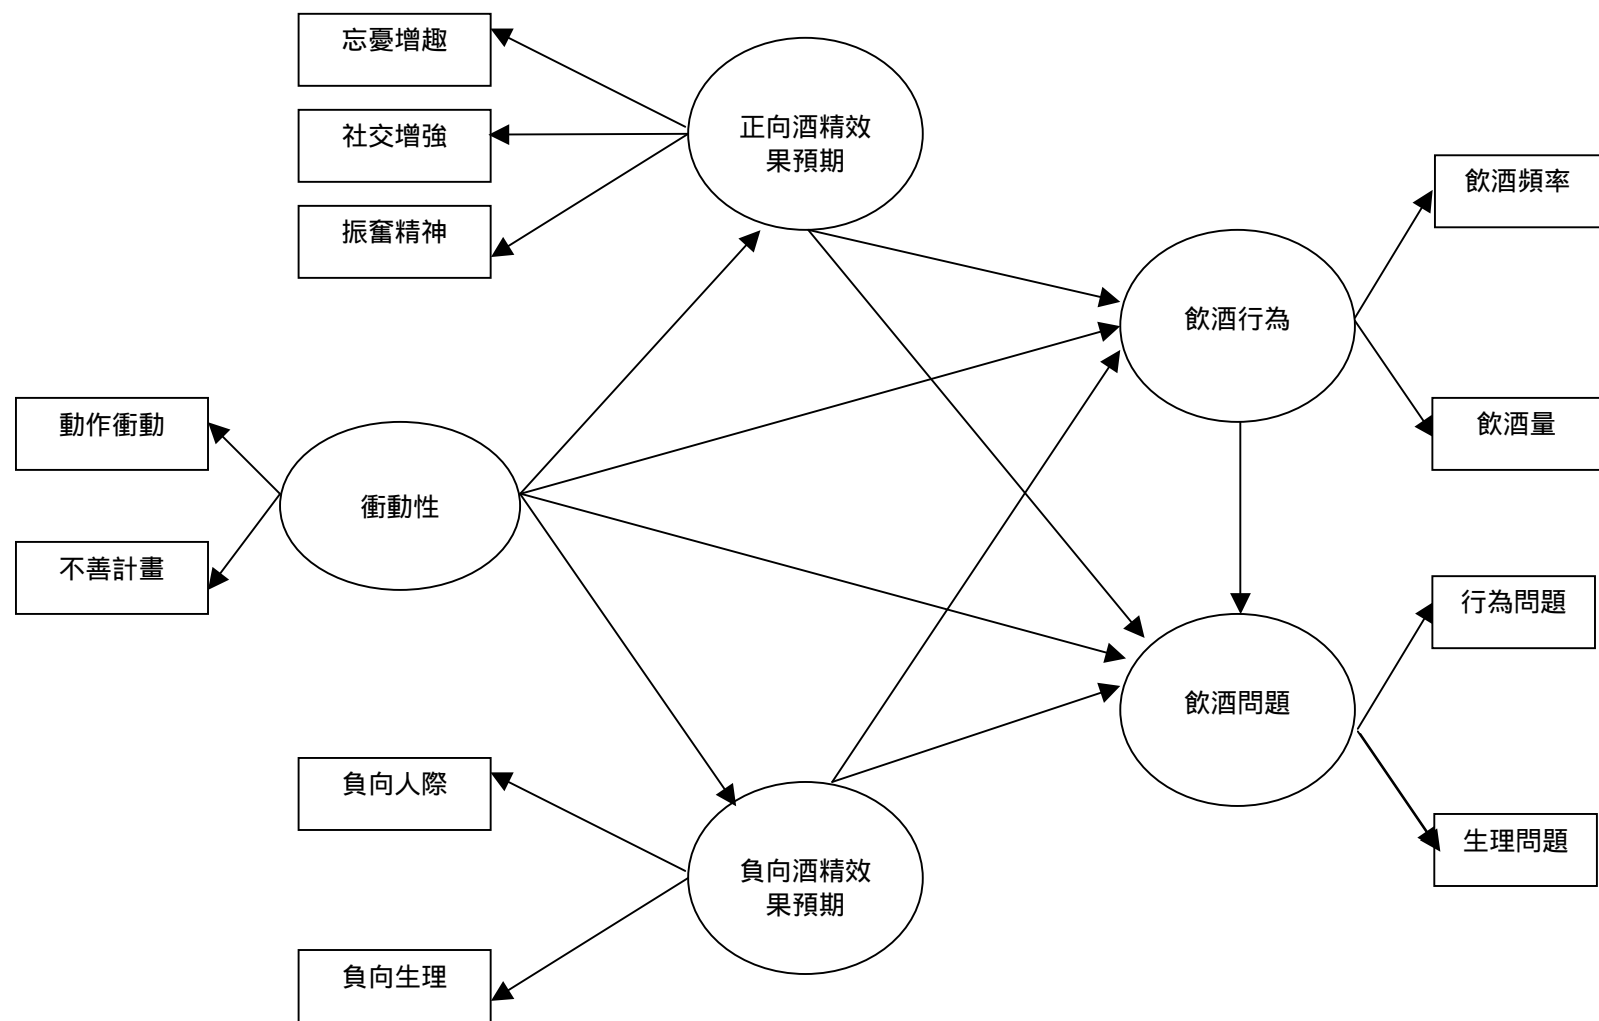 忘憂增趣
社交增強
振奮精神
正向酒精效
果預期
飲酒頻率
飲酒行為
飲酒量
動作衝動
衝動性
不善計畫
行為問題
飲酒問題
負向人際
生理問題
負向酒精效
果預期
負向生理